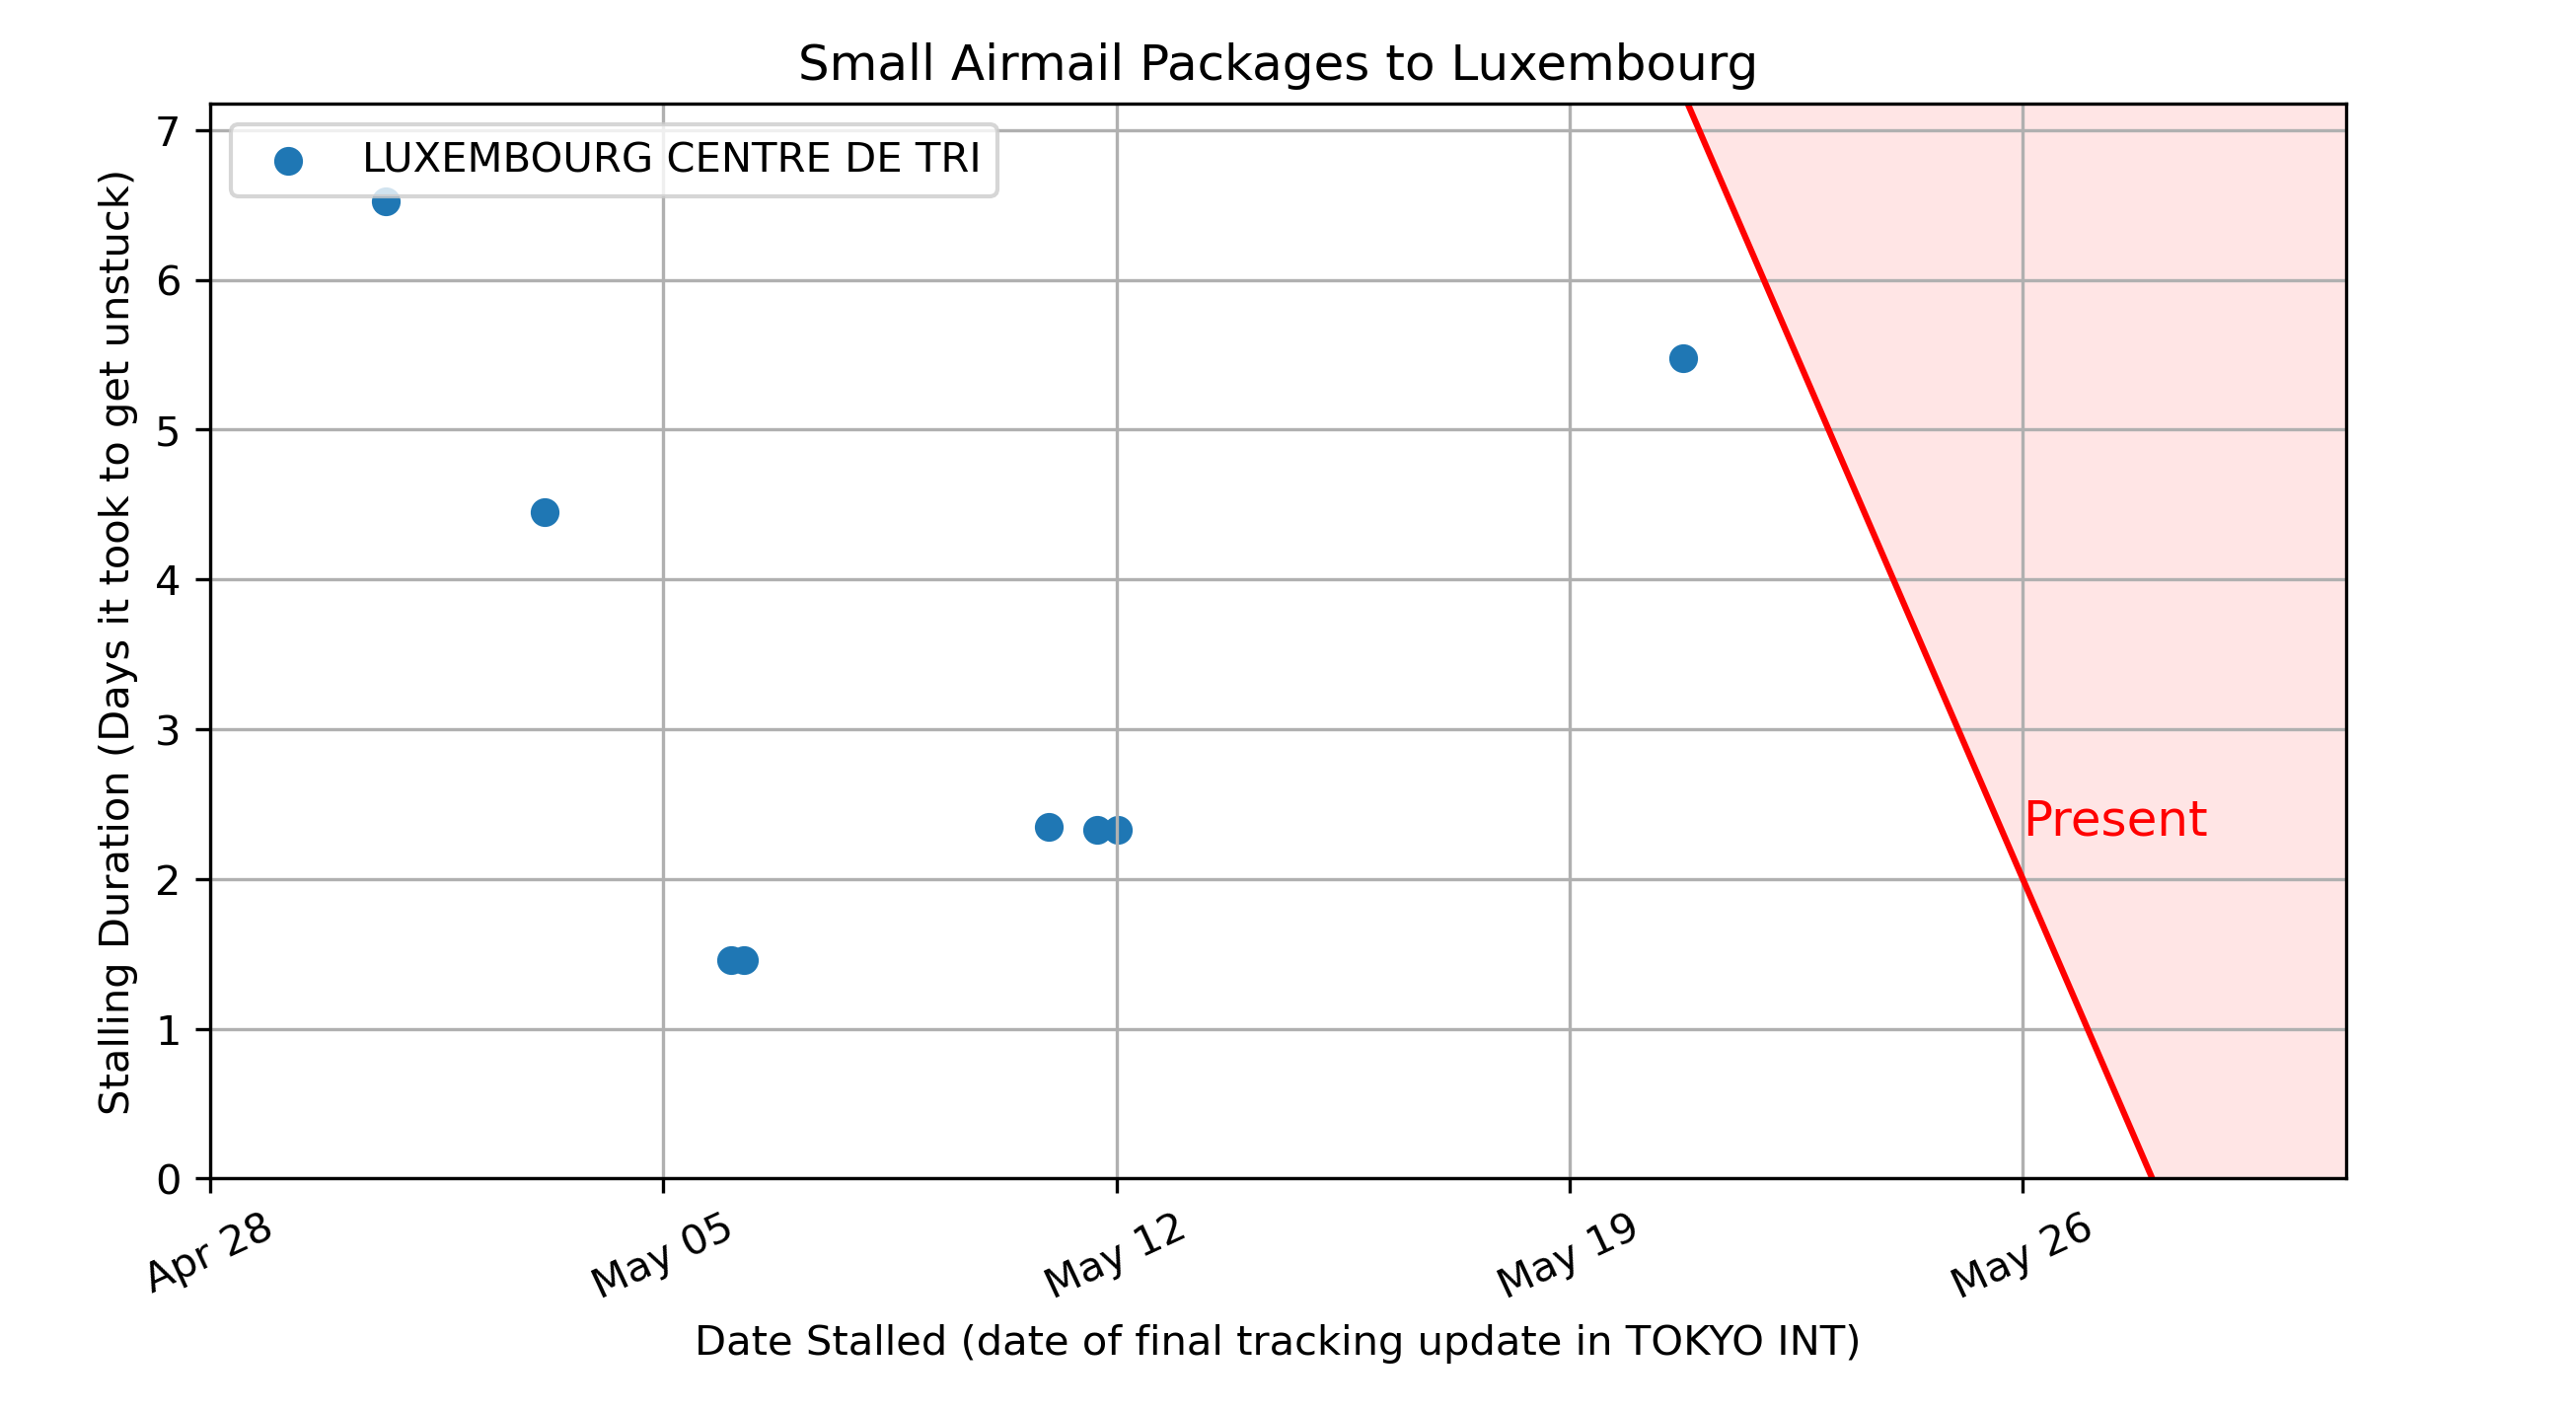 Small Airmail Packages to Luxembourg
LUXEMBOURG CENTRE DE TRI
Stalling Duration (Days it took to get unstuck)
7
6
5
4
3
2
1
0
Present
Apr 28
May 05
May 12
May 19
May 26
Date Stalled (date of final tracking update in TOKYO INT)